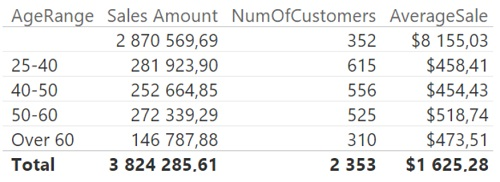 AgeRange Sales Amount NumOfCustomers AverageSale
2 870 569,69 352 $8 155,03
25-40 281 923,90 615 $458,41
40-50 252 664,85 556 $454,43
50-60 272 339,29 525 $518,74
Over 60 146 787,88 310 $473,51
Total 3 824 285,61 2 353 $1 625,28